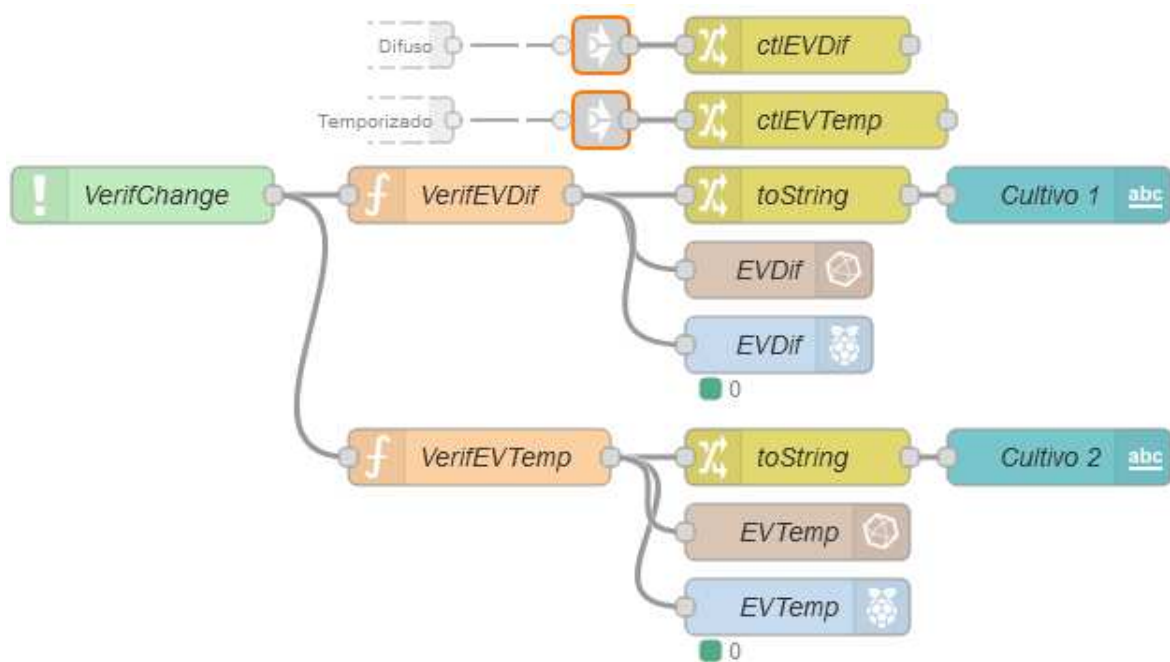 Difuso
ctlEVDif
Temporizado
ctlEVTemp
VerifChange
VerifEVDif
toString
Cultivo 1
abc
EVDif
EVDif
0
VerifEVTemp
toString
Cultivo 2
abc
EVTemp
EVTemp
0